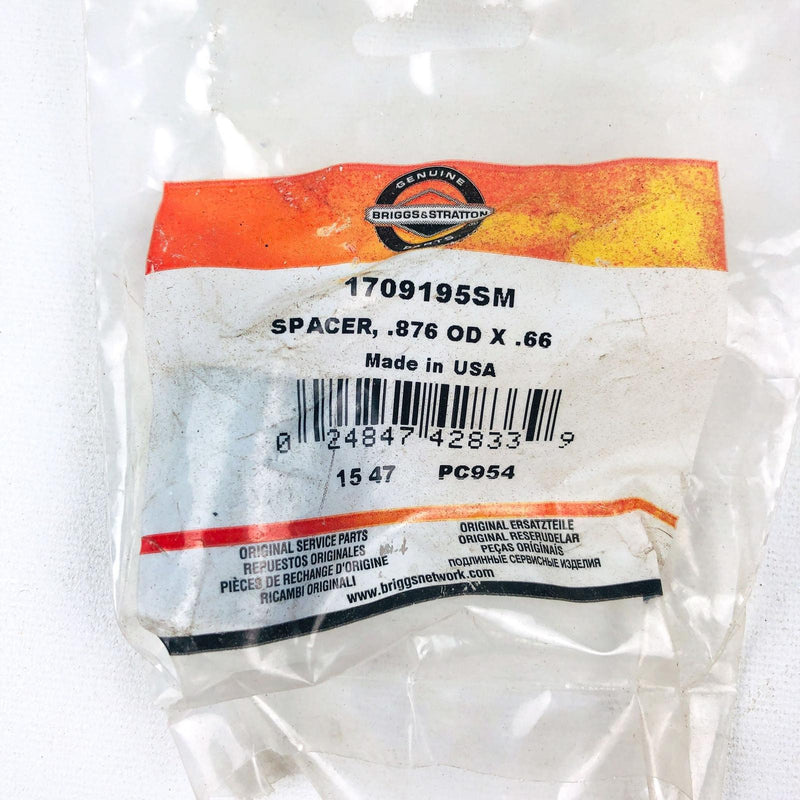 GENUINE
BRIGGS&STRATTON
PARTS
1709195SM
SPACER, .876 OD X .66
Made in USA
0 24847 42833 9
15 47 PC954
ORIGINAL SERVICE PARTS
REPUESTOS ORIGINALES
PIÈCES DE RECHANGE D'ORIGINE
RICAMBI ORIGINALI
ORIGINAL ERSATZTEILE
ORIGINAL RESERUDELAR
PEÇAS ORIGINAIS
ПОДЛИННЫЕ СЕРВИСНЫЕ ИЗДЕЛИЯ
www.briggsnetwork.com